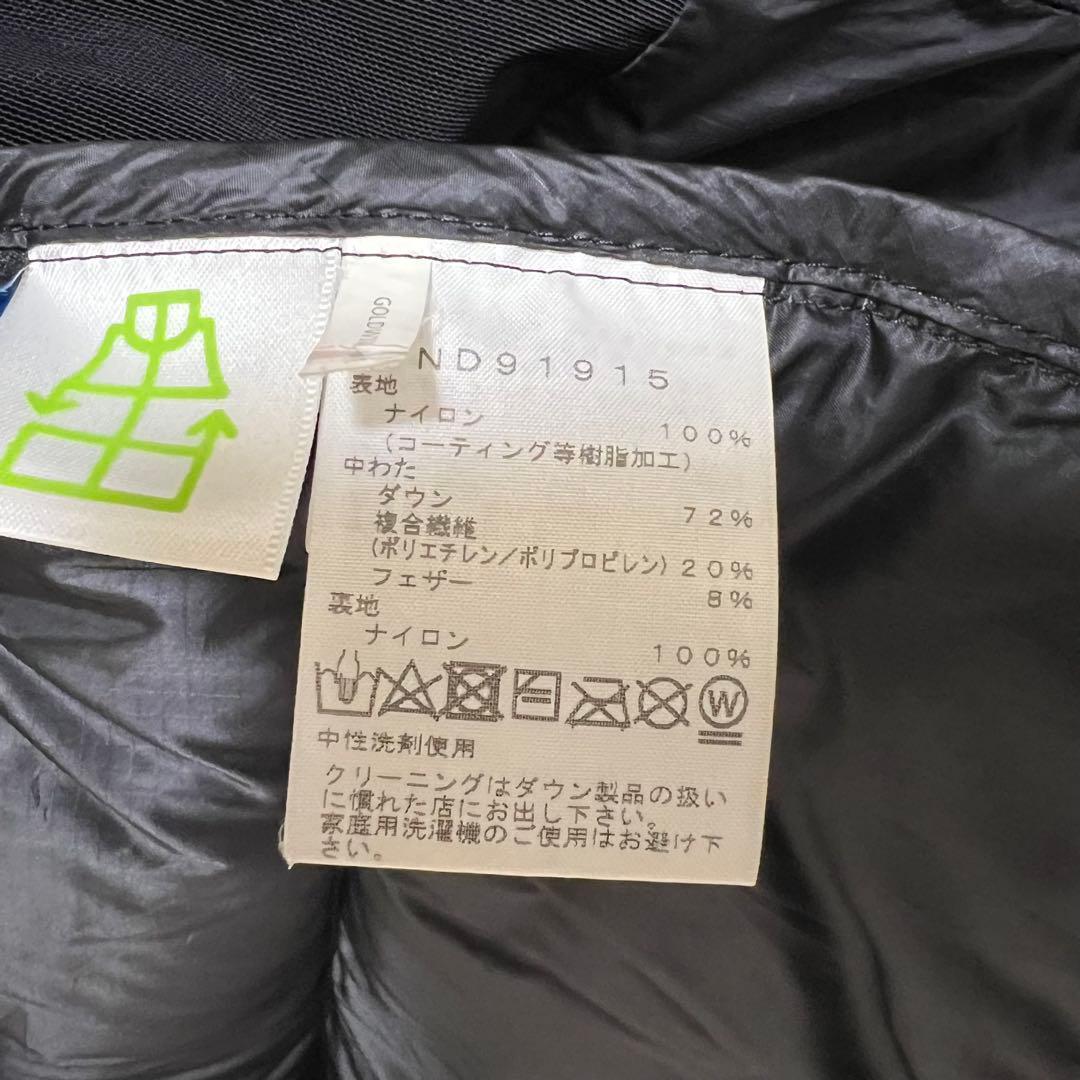 GOLDWI
ND91915
表地
ナイロン 100%
(コーティング等樹脂加工)
中わた
ダウン 72%
複合繊維
(ポリエチレン/ポリプロピレン) 20%
フェザー 8%
裏地
ナイロン 100%
W
中性洗剤使用
クリーニングはダウン製品の扱い
に慣れた店にお出し下さい。
家庭用洗濯機のご使用はお避け下
さい。